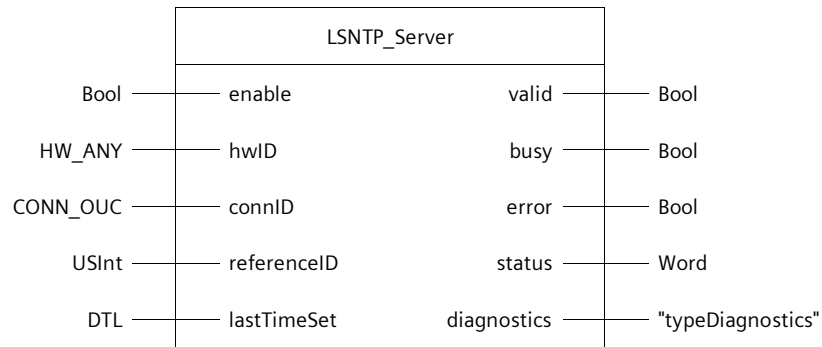 LSNTP_Server
Bool enable valid Bool
HW_ANY hwID busy Bool
CONN_OUC connID error Bool
USInt referenceID status Word
DTL lastTimeSet diagnostics "typeDiagnostics"